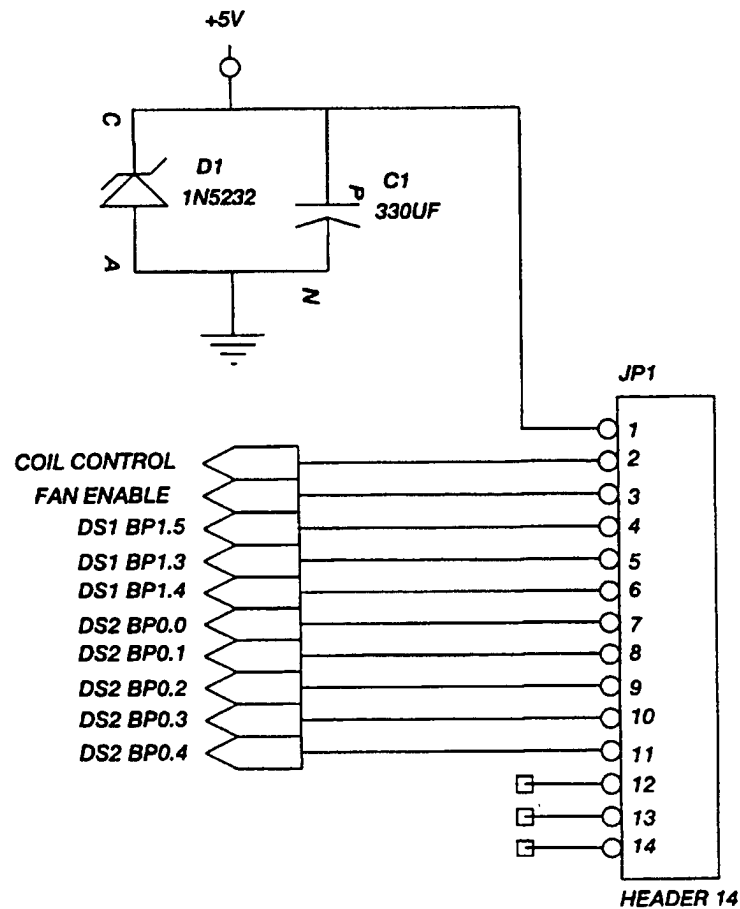 +5V
C
D1
1N5232
P
C1
330UF
A
N
JP1
1
COIL CONTROL 2
FAN ENABLE 3
DS1 BP1.5 4
DS1 BP1.3 5
DS1 BP1.4 6
DS2 BP0.0 7
DS2 BP0.1 8
DS2 BP0.2 9
DS2 BP0.3 10
DS2 BP0.4 11
12
13
14
HEADER 14